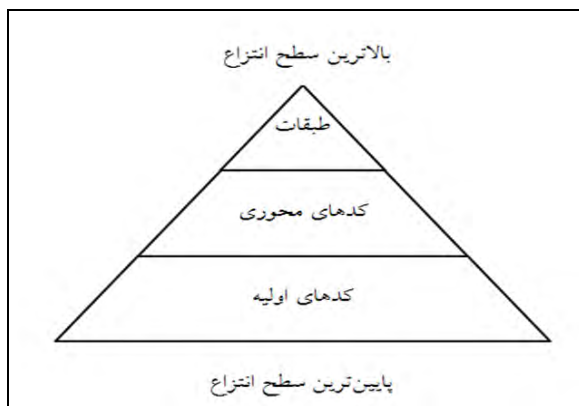 بالاترین سطح انتزاع
طبقات
کدهای محوری
کدهای اولیه
پایین‌ترین سطح انتزاع